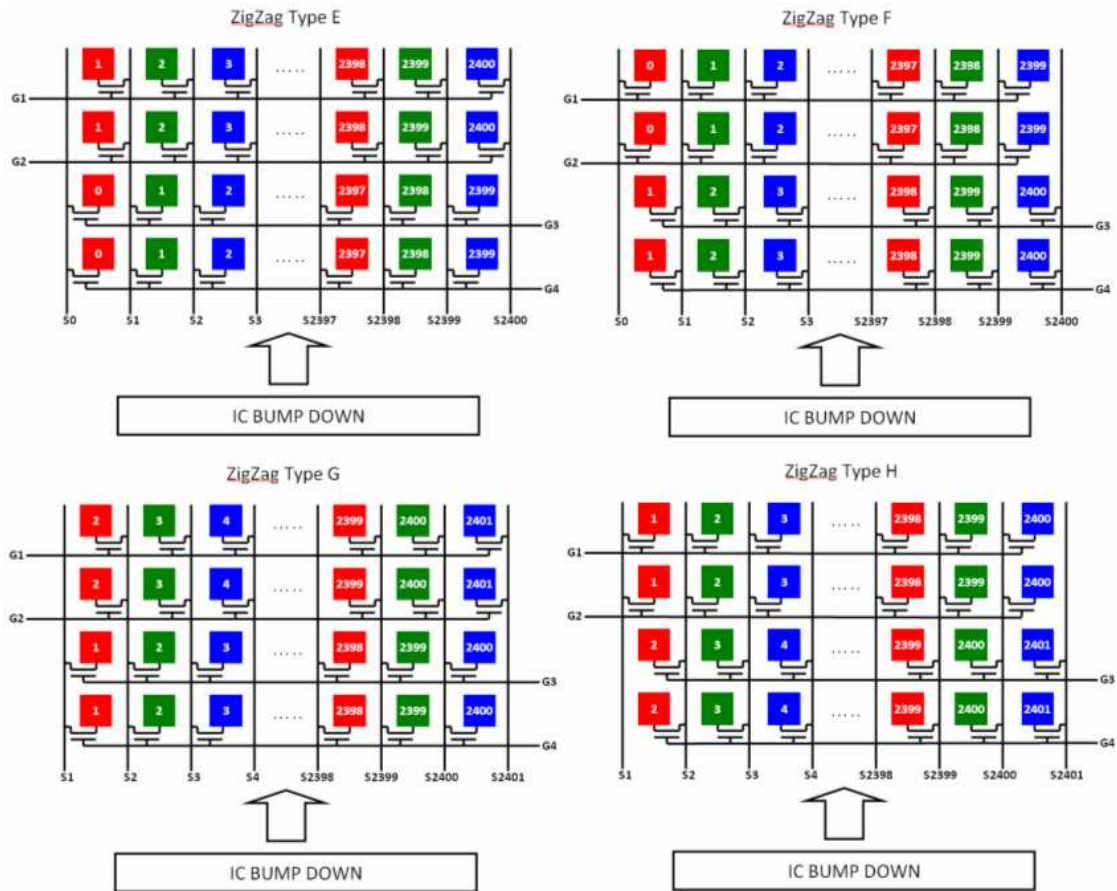 ZigZag Type E
1 2 3 ..... 2398 2399 2400
G1
1 2 3 ..... 2398 2399 2400
G2
0 1 2 ..... 2397 2398 2399
G3
0 1 2 ..... 2397 2398 2399
G4
S0 S1 S2 S3 S2397 S2398 S2399 S2400
IC BUMP DOWN
ZigZag Type F
0 1 2 ..... 2397 2398 2399
G1
0 1 2 ..... 2397 2398 2399
G2
1 2 3 ..... 2398 2399 2400
G3
1 2 3 ..... 2398 2399 2400
G4
S0 S1 S2 S3 S2397 S2398 S2399 S2400
IC BUMP DOWN
ZigZag Type G
2 3 4 ..... 2399 2400 2401
G1
2 3 4 ..... 2399 2400 2401
G2
1 2 3 ..... 2398 2399 2400
G3
1 2 3 ..... 2398 2399 2400
G4
S1 S2 S3 S4 S2398 S2399 S2400 S2401
IC BUMP DOWN
ZigZag Type H
1 2 3 ..... 2398 2399 2400
G1
1 2 3 ..... 2398 2399 2400
G2
2 3 4 ..... 2399 2400 2401
G3
2 3 4 ..... 2399 2400 2401
G4
S1 S2 S3 S4 S2398 S2399 S2400 S2401
IC BUMP DOWN